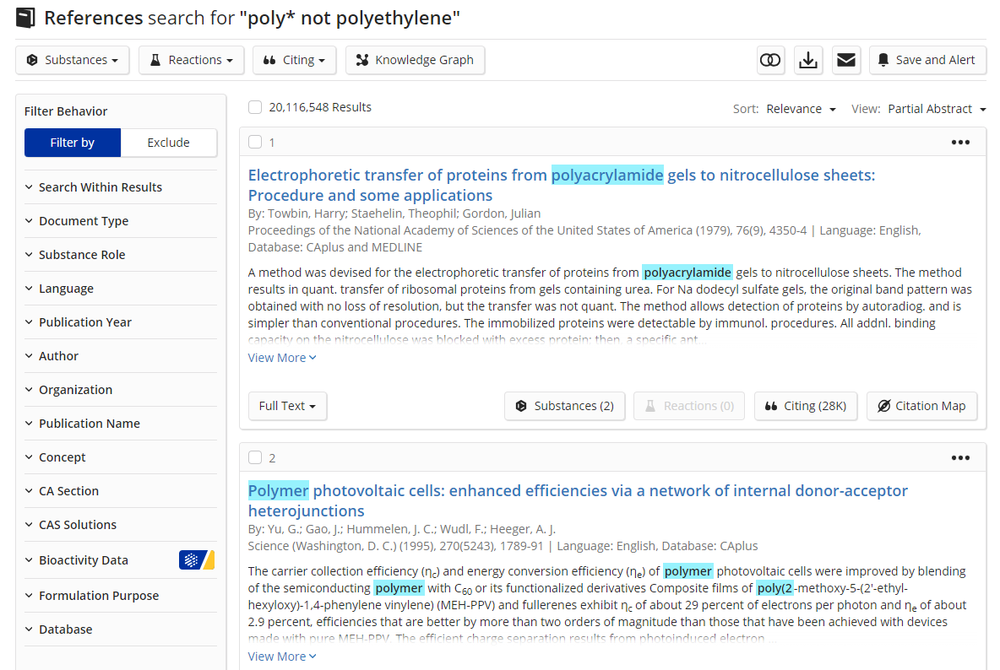 References search for "poly* not polyethylene"
Substances
Reactions
Citing
Knowledge Graph
Save and Alert
Filter Behavior
Filter by
Exclude
Search Within Results
Document Type
Substance Role
Language
Publication Year
Author
Organization
Publication Name
Concept
CA Section
CAS Solutions
Bioactivity Data
Formulation Purpose
Database
20,116,548 Results
Sort: Relevance
View: Partial Abstract
1
Electrophoretic transfer of proteins from polyacrylamide gels to nitrocellulose sheets:
Procedure and some applications
By: Towbin, Harry; Staehelin, Theophil; Gordon, Julian
Proceedings of the National Academy of Sciences of the United States of America (1979), 76(9), 4350-4 | Language: English,
Database: CAplus and MEDLINE
A method was devised for the electrophoretic transfer of proteins from polyacrylamide gels to nitrocellulose sheets. The method
results in quant. transfer of ribosomal proteins from gels containing urea. For Na dodecyl sulfate gels, the original band pattern was
obtained with no loss of resolution, but the transfer was not quant. The method allows detection of proteins by autoradiog. and is
simpler than conventional procedures. The immobilized proteins were detectable by immunol. procedures. All addnl. binding
capacity on the nitrocellulose was blocked with excess protein; then, a specific ant...
View More
Full Text
Substances (2)
Reactions (0)
Citing (28K)
Citation Map
2
Polymer photovoltaic cells: enhanced efficiencies via a network of internal donor-acceptor
heterojunctions
By: Yu, G.; Gao, J.; Hummelen, J. C.; Wudl, F.; Heeger, A. J.
Science (Washington, D. C.) (1995), 270(5243), 1789-91 | Language: English, Database: CAplus
The carrier collection efficiency (ηc) and energy conversion efficiency (ηe) of polymer photovoltaic cells were improved by blending
of the semiconducting polymer with C60 or its functionalized derivatives Composite films of poly(2-methoxy-5-(2'-ethyl-
hexyloxy)-1,4-phenylene vinylene) (MEH-PPV) and fullerenes exhibit ηc of about 29 percent of electrons per photon and ηe of about
2.9 percent, efficiencies that are better by more than two orders of magnitude than those that have been achieved with devices
made with pure MEH-PPV. The efficient charge separation results from photoinduced electron ...
View More